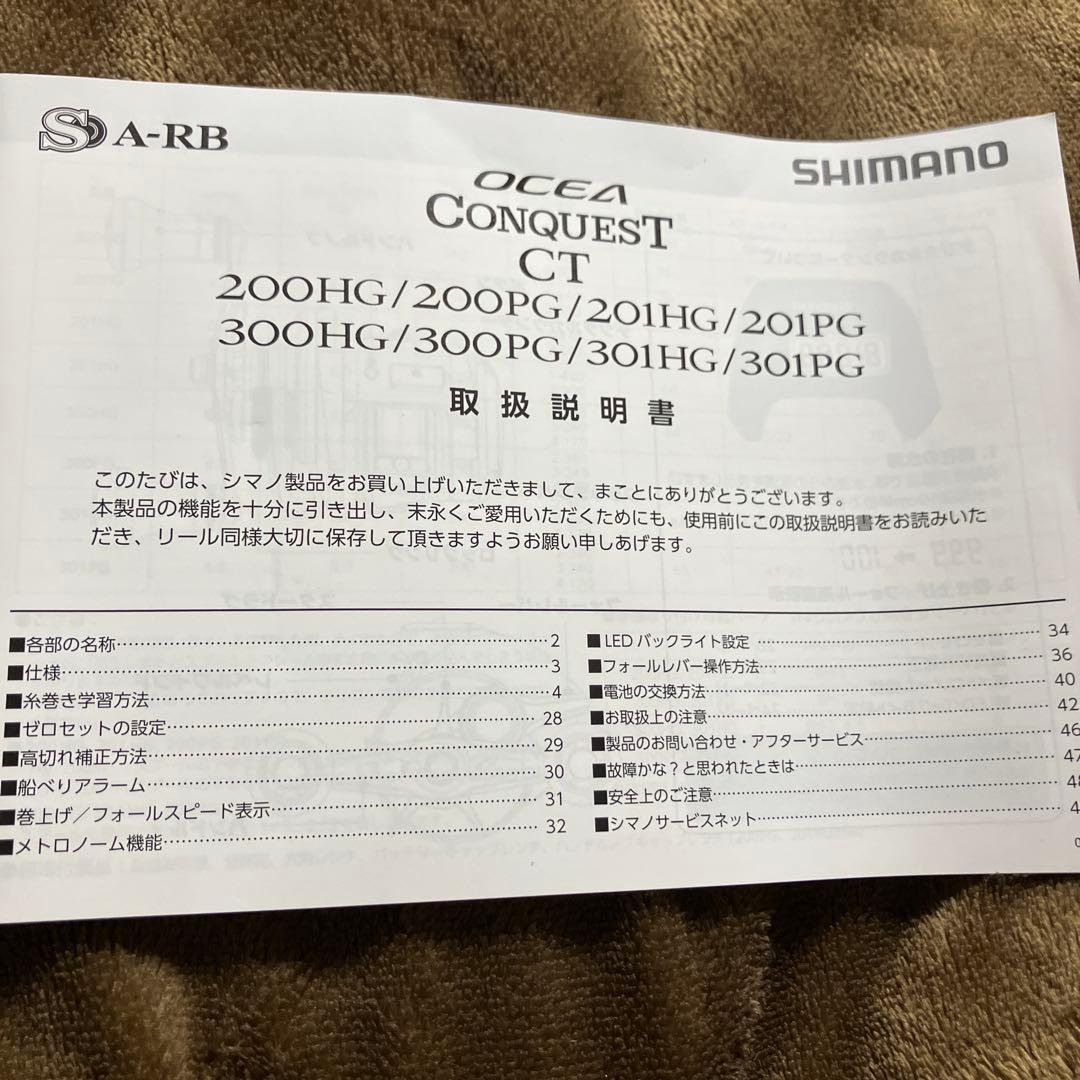 A-RB
SHIMANO
OCEA
CONQUEST
CT
200HG/200PG/201HG/201PG
300HG/300PG/301HG/301PG
取扱説明書
このたびは、シマノ製品をお買い上げいただきまして、まことにありがとうございます。
本製品の機能を十分に引き出し、末永くご愛用いただくためにも、使用前にこの取扱説明書をお読みいた
だき、リール同様大切に保存して頂きますようお願い申しあげます。
■各部の名称 2
■仕様 3
■糸巻き学習方法 4
■ゼロセットの設定 28
■高切れ補正方法 29
■船べりアラーム 30
■巻上げ／フォールスピード表示 31
■メトロノーム機能 32
■LEDバックライト設定 34
■フォールレバー操作方法 36
■電池の交換方法 40
■お取扱上の注意 42
■製品のお問い合わせ・アフターサービス 46
■故障かな？と思われたときは 47
■安全上のご注意 48
■シマノサービスネット 4